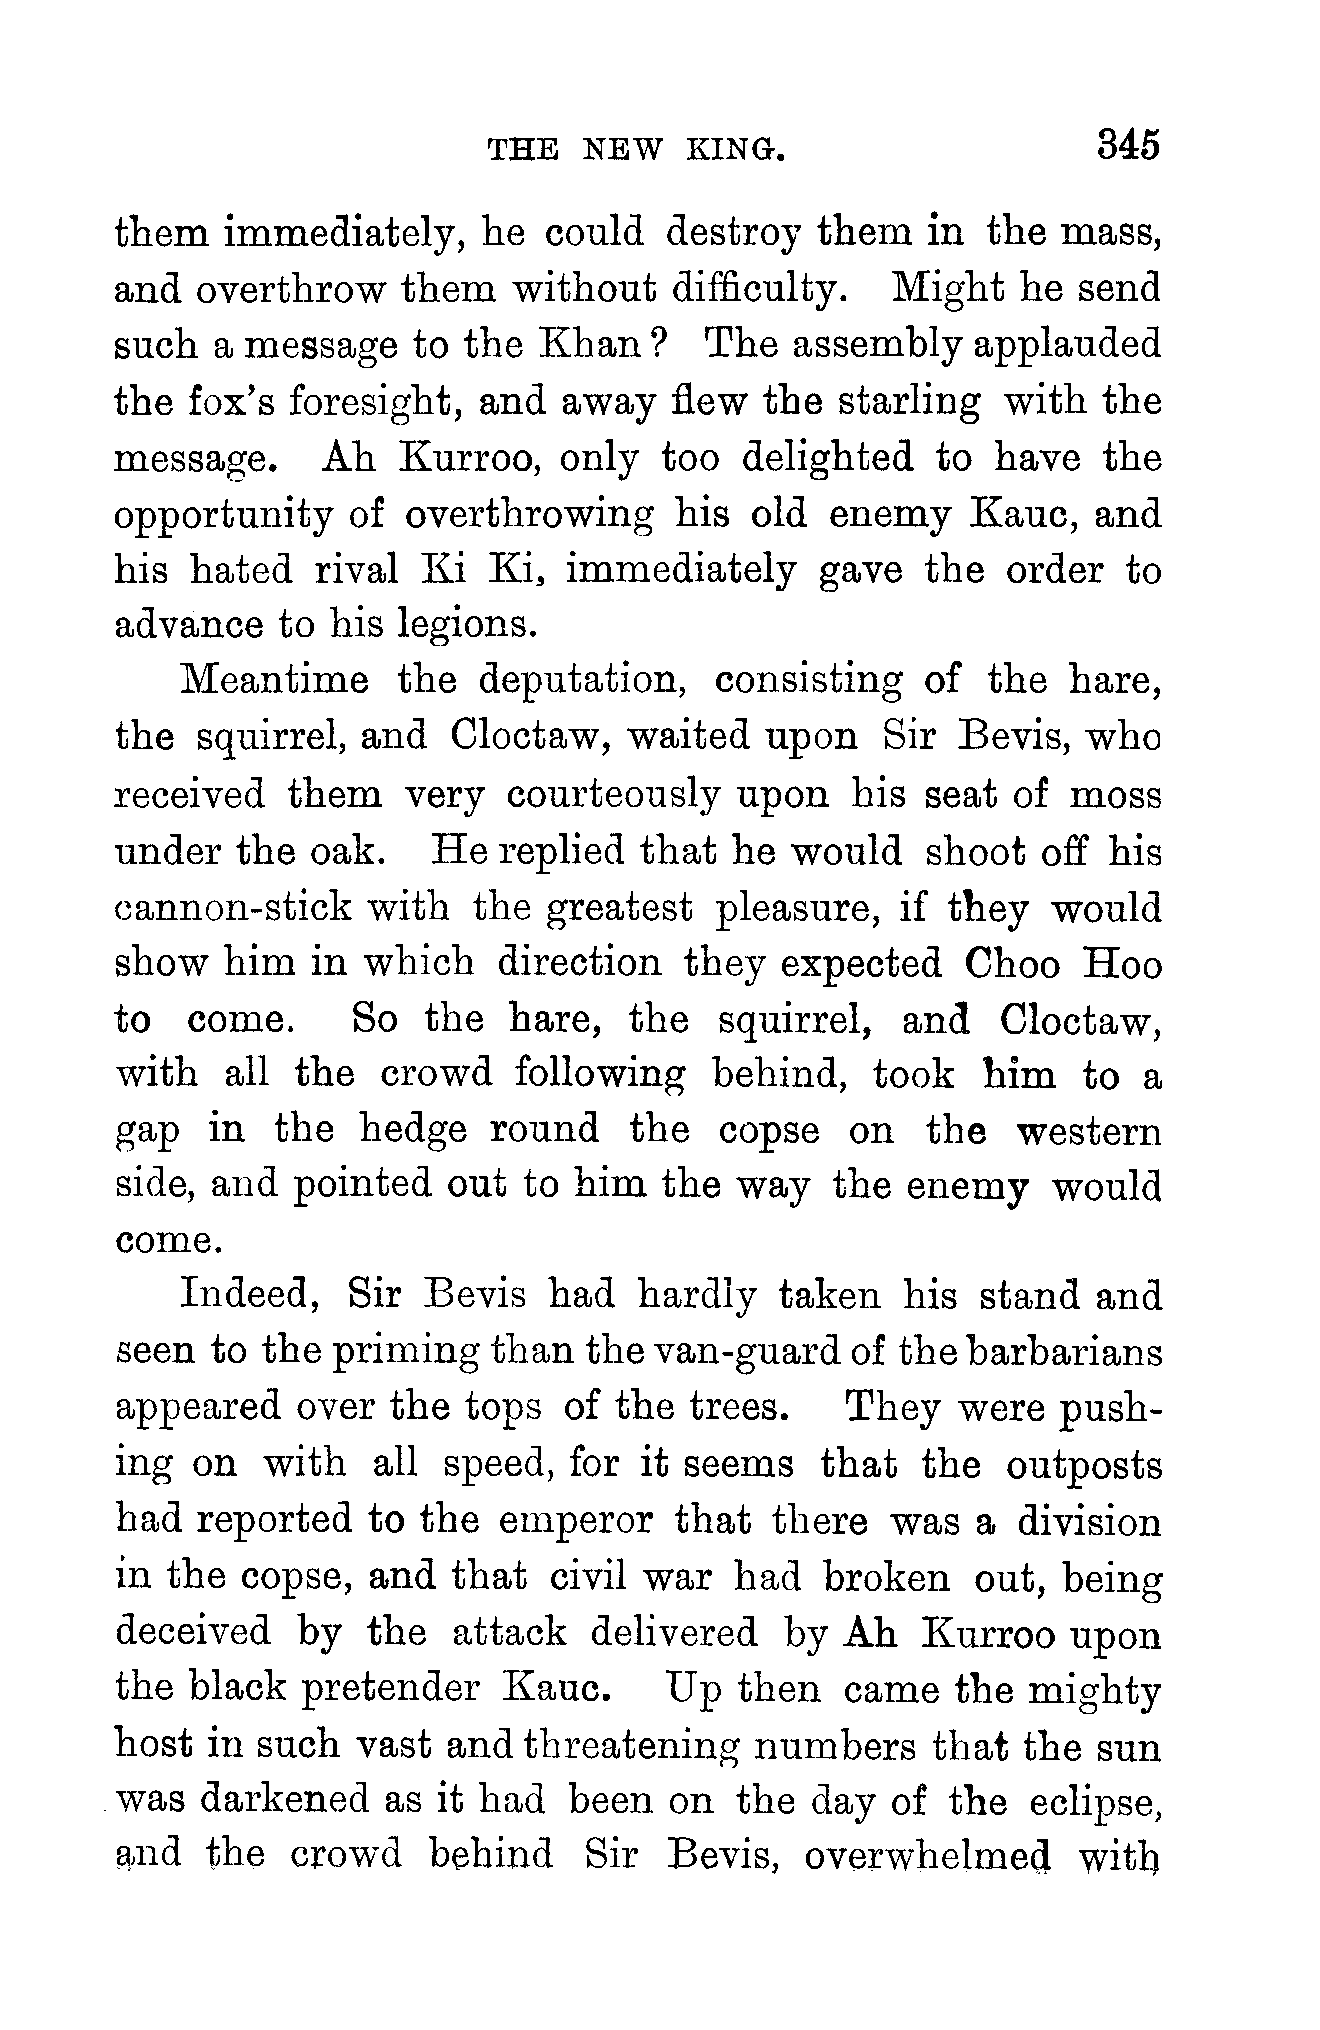 THE NEW KING. 345
them immediately, he could destroy them in the mass,
and overthrow them without difficulty. Might he send
such a message to the Khan? The assembly applauded
the fox's foresight, and away flew the starling with the
message. Ah Kurroo, only too delighted to have the
opportunity of overthrowing his old enemy Kauc, and
his hated rival Ki Ki, immediately gave the order to
advance to his legions.
Meantime the deputation, consisting of the hare,
the squirrel, and Cloctaw, waited upon Sir Bevis, who
received them very courteously upon his seat of moss
under the oak. He replied that he would shoot off his
cannon-stick with the greatest pleasure, if they would
show him in which direction they expected Choo Hoo
to come. So the hare, the squirrel, and Cloctaw,
with all the crowd following behind, took him to a
gap in the hedge round the copse on the western
side, and pointed out to him the way the enemy would
come.
Indeed, Sir Bevis had hardly taken his stand and
seen to the priming than the van-guard of the barbarians
appeared over the tops of the trees. They were push-
ing on with all speed, for it seems that the outposts
had reported to the emperor that there was a division
in the copse, and that civil war had broken out, being
deceived by the attack delivered by Ah Kurroo upon
the black pretender Kauc. Up then came the mighty
host in such vast and threatening numbers that the sun
was darkened as it had been on the day of the eclipse,
and the crowd behind Sir Bevis, overwhelmed with